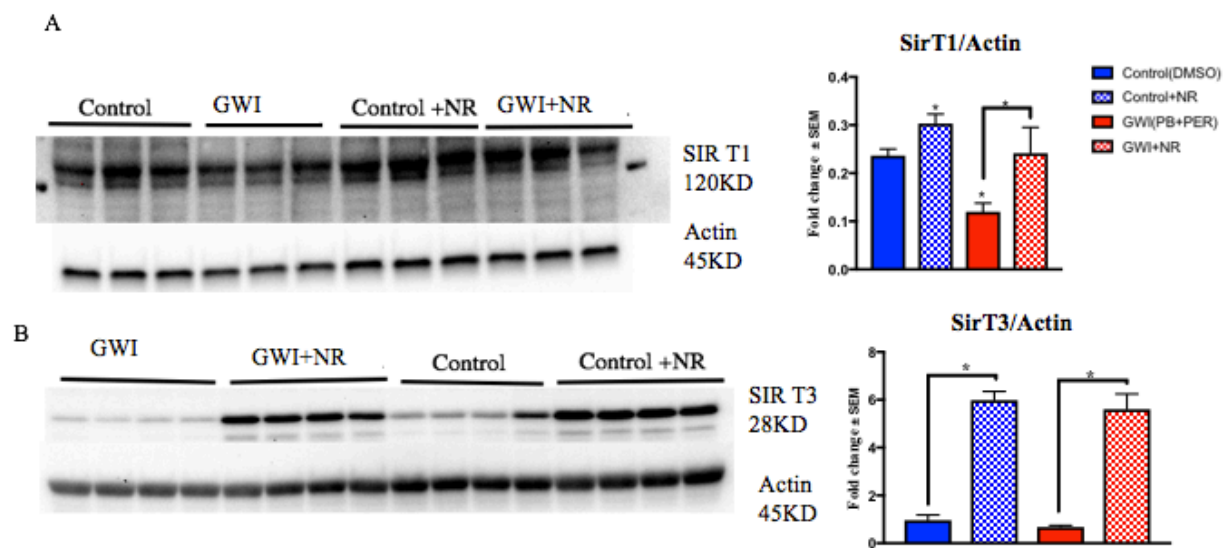 A
Control
GWI
Control +NR
GWI+NR
SIR T1
120KD
Actin
45KD
SirT1/Actin
Fold change ± SEM
0.4
0.3
0.2
0.1
0.0
*
*
*
Control(DMSO)
Control+NR
GWI(PB+PER)
GWI+NR
B
GWI
GWI+NR
Control
Control +NR
SIR T3
28KD
Actin
45KD
SirT3/Actin
Fold change ± SEM
8
6
4
2
0
*
*